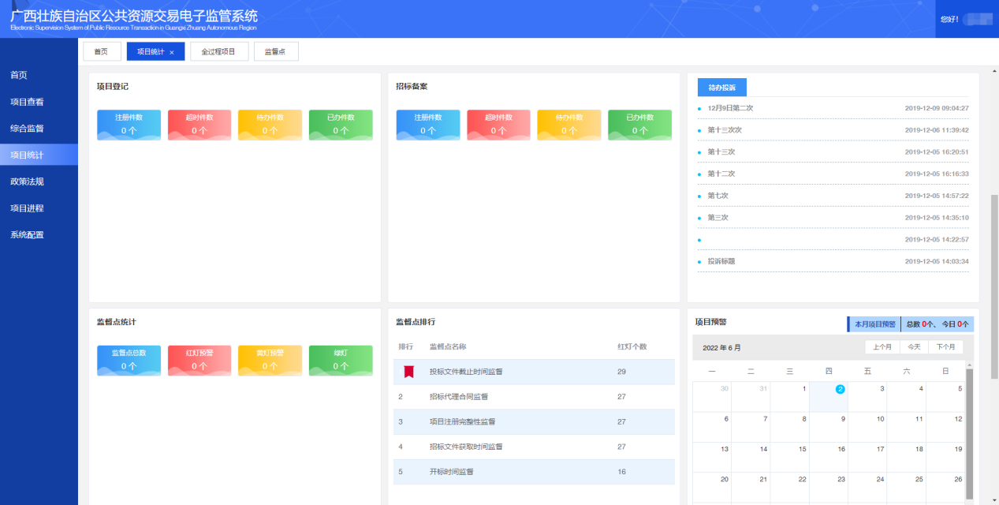 广西壮族自治区公共资源交易电子监管系统
Electronic Supervision System of Public Resource Transaction in Guangxi Zhuang Autonomous Region
您好!
首页
项目查看
综合监督
项目统计
政策法规
项目进程
系统配置
首页 项目统计 × 全过程项目 监督点
项目登记
注册件数 超时件数 待办件数 已办件数
0 个 0 个 0 个 0 个
招标备案
注册件数 超时件数 待办件数 已办件数
0 个 0 个 0 个 0 个
待办投诉
12月9日第二次 2019-12-09 09:04:27
第十三次次 2019-12-06 11:39:42
第十三次 2019-12-05 16:20:51
第十二次 2019-12-05 16:16:33
第七次 2019-12-05 14:57:22
第三次 2019-12-05 14:35:10
2019-12-05 14:22:57
投诉标题 2019-12-05 14:03:34
监督点统计
监督点总数 红灯预警 黄灯预警 绿灯
0 个 0 个 0 个 0 个
监督点排行
排行 监督点名称 红灯个数
投标文件截止时间监督 29
2 招标代理合同监督 27
3 项目注册完整性监督 27
4 招标文件获取时间监督 27
5 开标时间监督 16
项目预警
本月项目预警 总数 0个、 今日 0个
2022 年 6 月 上个月 今天 下个月
一 二 三 四 五 六 日
30 31 1 2 3 4 5
6 7 8 9 10 11 12
13 14 15 16 17 18 19
20 21 22 23 24 25 26